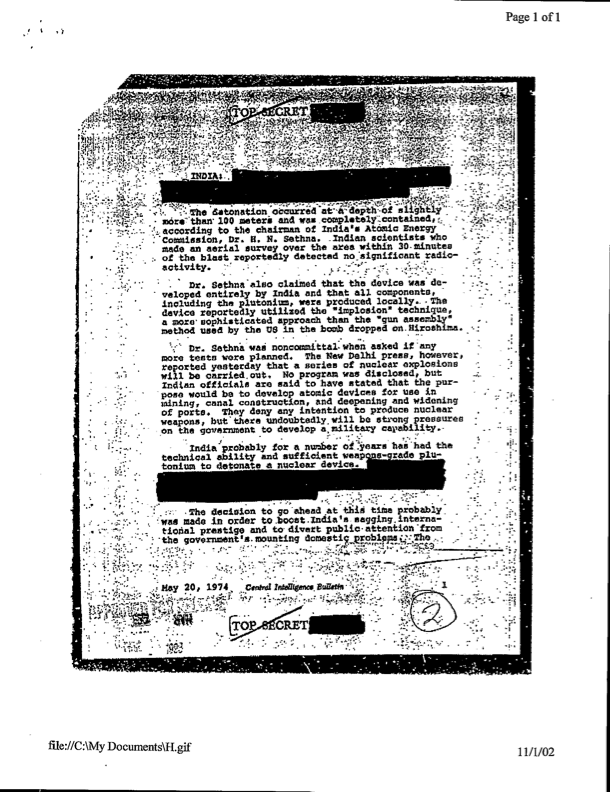 Page 1 of 1
TOP SECRET
INDIA:
The detonation occurred at a depth of slightly
more than 100 meters and was completely contained,
according to the chairman of India's Atomic Energy
Commission, Dr. H. N. Sethna. Indian scientists who
made an aerial survey over the area within 30 minutes
of the blast reportedly detected no significant radio-
activity.
Dr. Sethna also claimed that the device was de-
veloped entirely by India and that all components,
including the plutonium, were produced locally. The
device reportedly utilized the "implosion" technique,
a more sophisticated approach than the "gun assembly"
method used by the US in the bomb dropped on Hiroshima.
Dr. Sethna was noncommittal when asked if any
more tests were planned. The New Delhi press, however,
reported yesterday that a series of nuclear explosions
will be carried out. No program was disclosed, but
Indian officials are said to have stated that the pur-
pose would be to develop atomic devices for use in
mining, canal construction, and deepening and widening
of ports. They deny any intention to produce nuclear
weapons, but there undoubtedly will be strong pressures
on the government to develop a military capability.
India probably for a number of years has had the
technical ability and sufficient weapons-grade plu-
tonium to detonate a nuclear device.
The decision to go ahead at this time probably
was made in order to boost India's sagging interna-
tional prestige and to divert public attention from
the government's mounting domestic problems. The
May 20, 1974 Central Intelligence Bulletin 1
2
TOP SECRET
file://C:\My Documents\H.gif
11/1/02